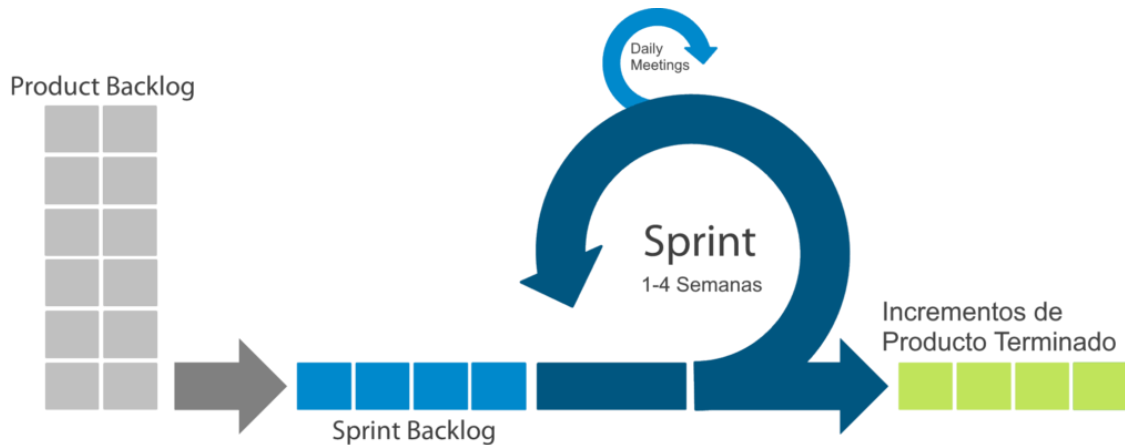 Daily
Meetings
Product Backlog
Sprint
1-4 Semanas
Incrementos de
Producto Terminado
Sprint Backlog